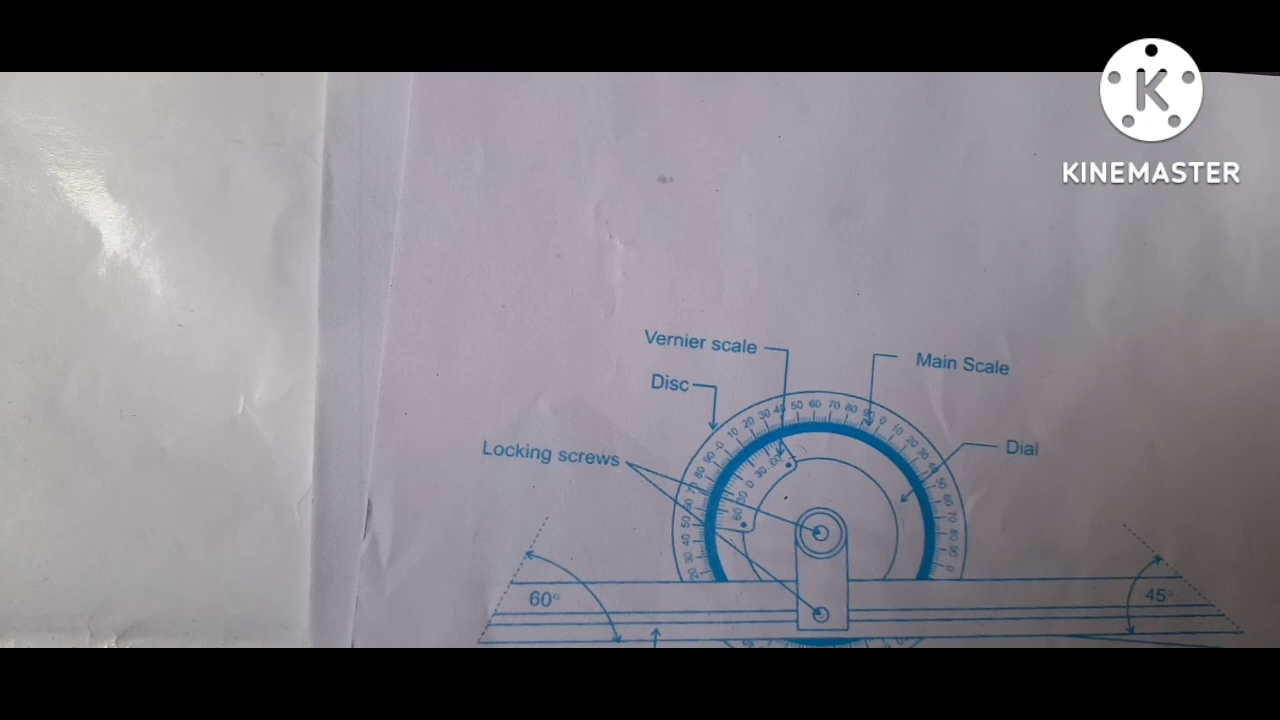 K
KINEMASTER
Vernier scale
Main Scale
Disc
Dial
Locking screws
60°
45°